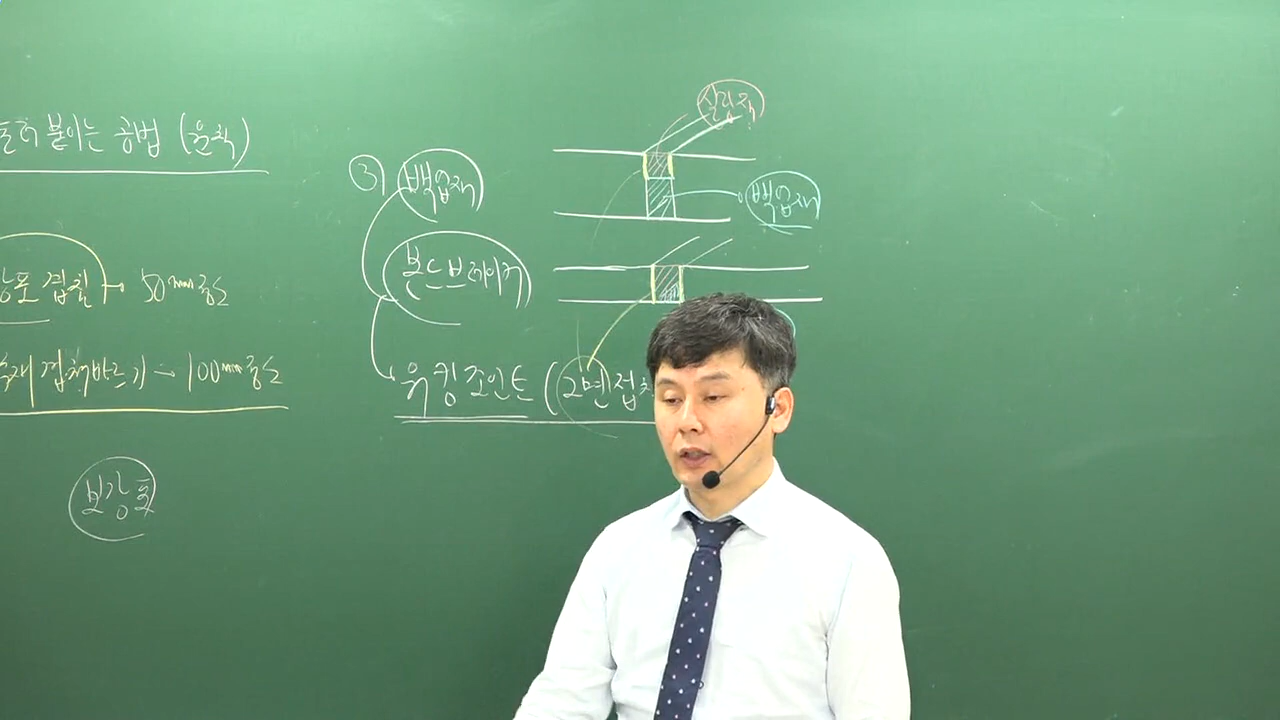 붙이는 공법 (원칙)
겹침 → 50mm 정도
겹쳐바르기 → 100mm 정도
보강포
③ 백업재
본드브레이커
워킹조인트 (2면접착
실링재
백업재